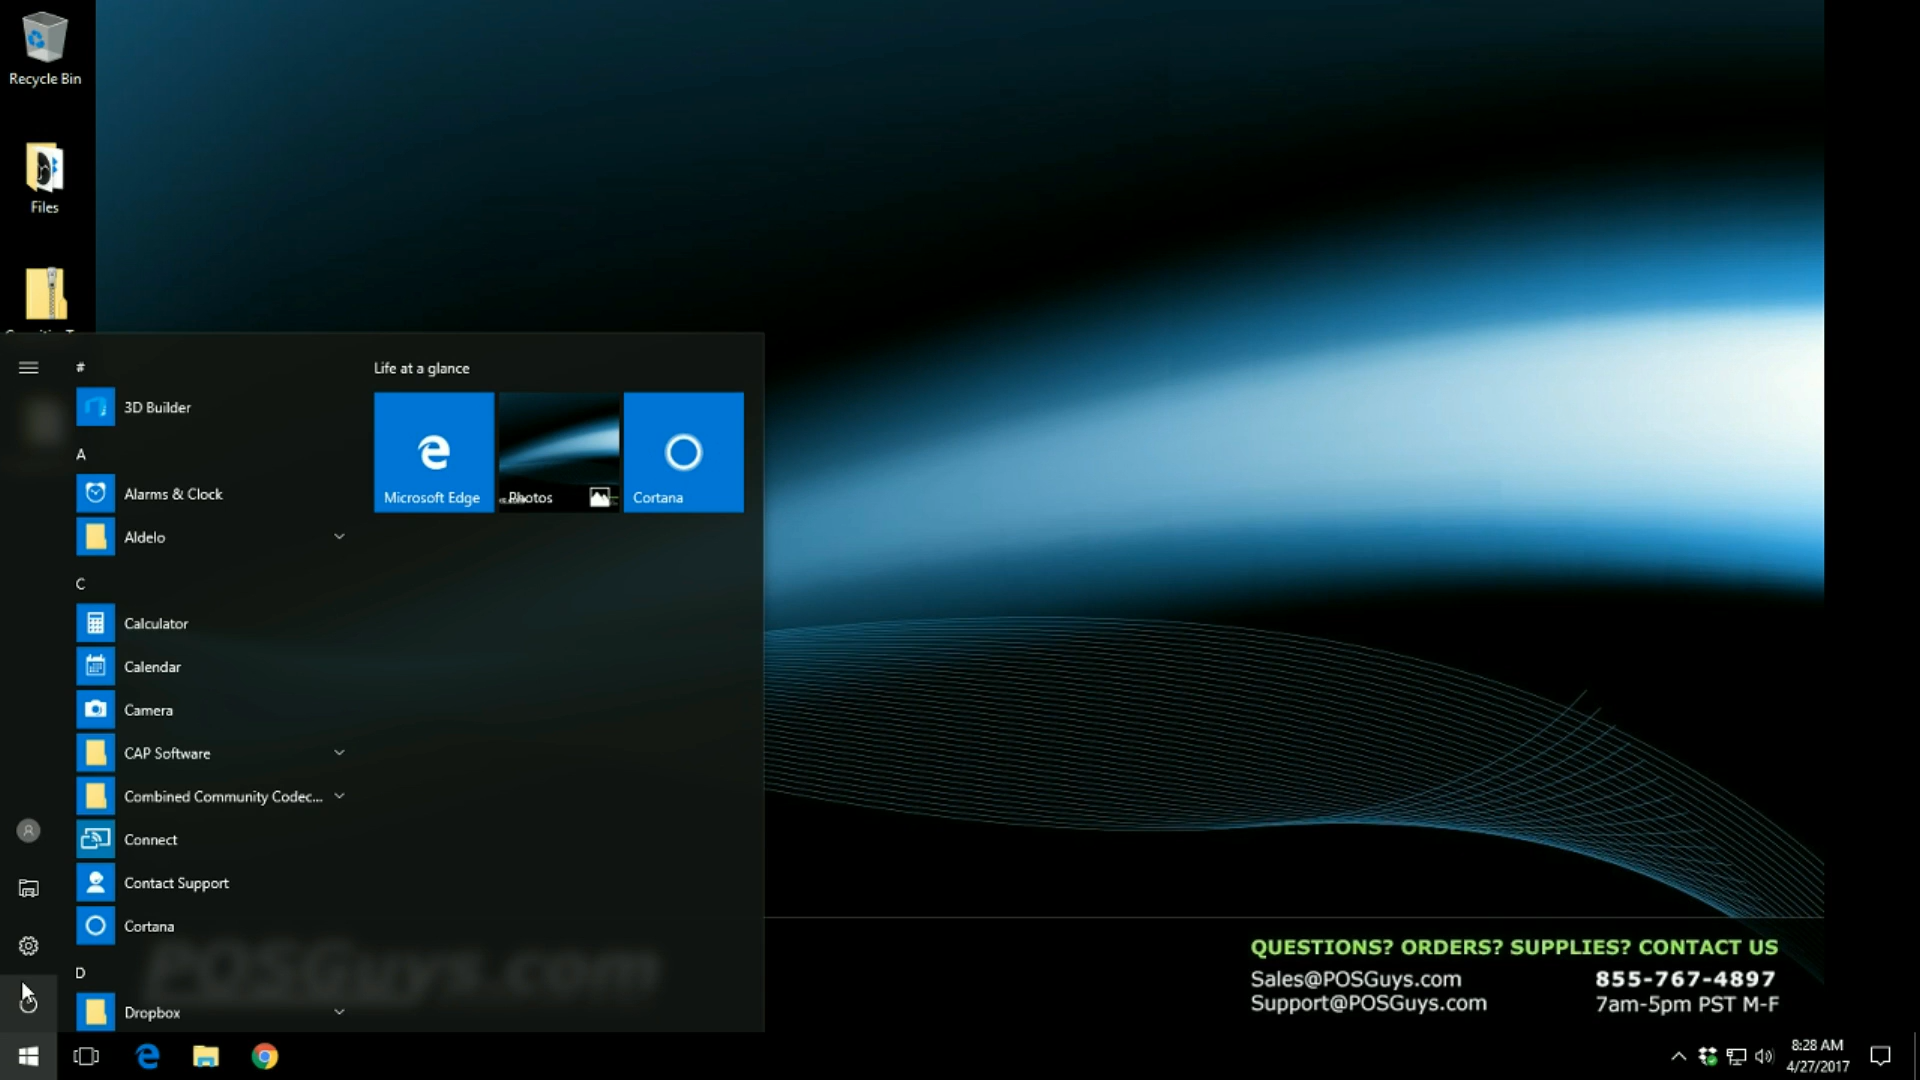 Recycle Bin
Files
#
3D Builder
A
Alarms & Clock
Aldelo
C
Calculator
Calendar
Camera
CAP Software
Combined Community Codec...
Connect
Contact Support
Cortana
D
Dropbox
Life at a glance
Microsoft Edge
Photos
Cortana
POSGuys.com
QUESTIONS? ORDERS? SUPPLIES? CONTACT US
Sales@POSGuys.com 855-767-4897
Support@POSGuys.com 7am-5pm PST M-F
8:28 AM
4/27/2017